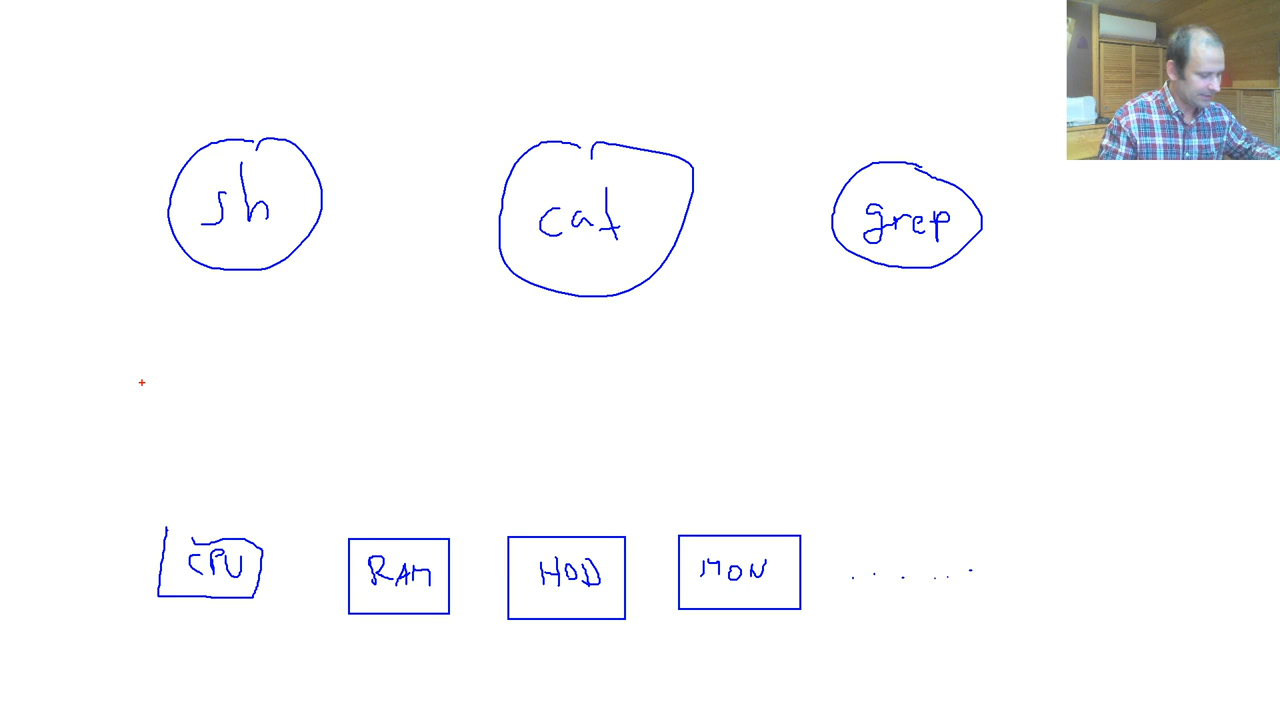 sh cat grep
CPU RAM HDD MON ......